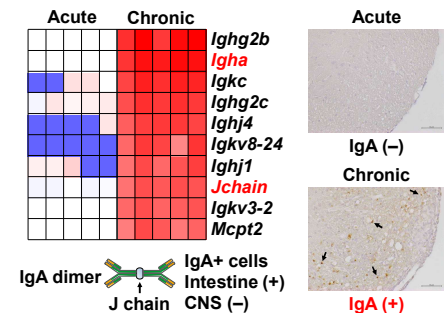 Acute Chronic
Ighg2b
Igha
Igkc
Ighg2c
Ighj4
Igkv8-24
Ighj1
Jchain
Igkv3-2
Mcpt2
IgA dimer
J chain
IgA+ cells
Intestine (+)
CNS (–)
Acute
IgA (–)
Chronic
IgA (+)